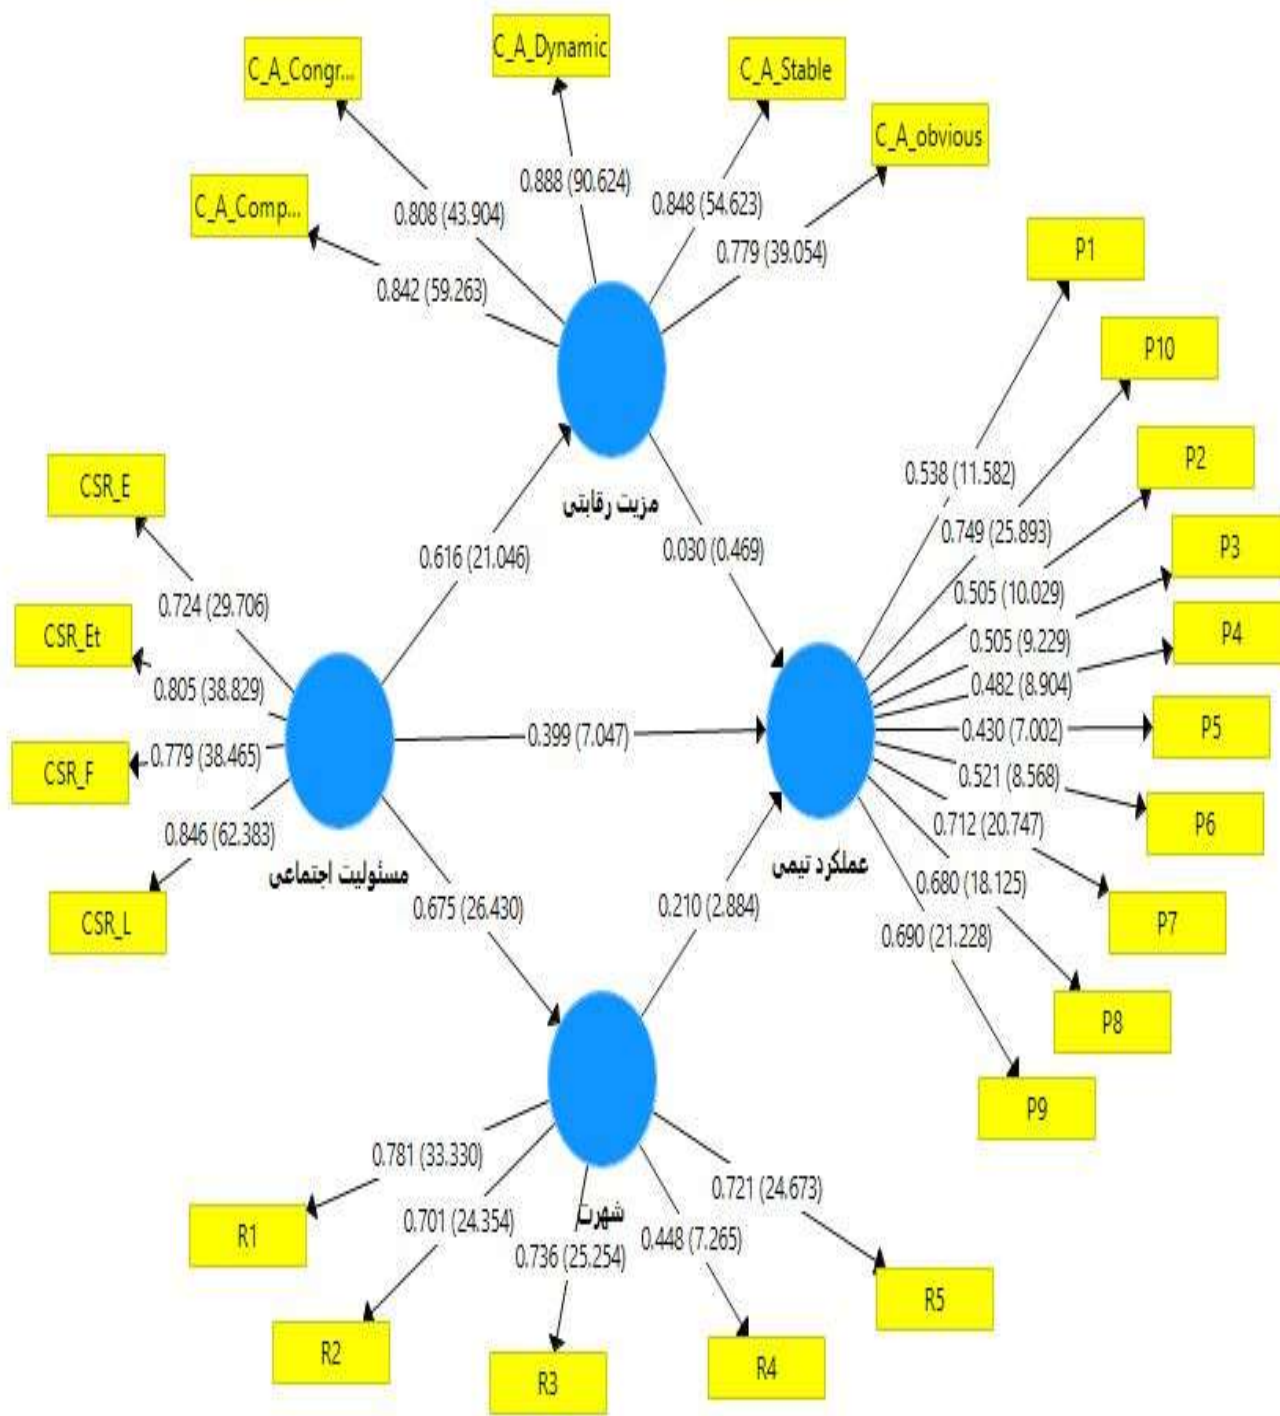 C_A_Dynamic
C_A_Congr...
C_A_Stable
C_A_obvious
C_A_Comp...
0.888 (90.624)
0.808 (43.904)
0.848 (54.623)
0.779 (39.054)
0.842 (59.263)
P1
P10
P2
P3
P4
P5
P6
P7
P8
P9
مزیت رقابتی
0.538 (11.582)
0.749 (25.893)
0.505 (10.029)
0.505 (9.229)
0.482 (8.904)
0.430 (7.002)
0.521 (8.568)
0.712 (20.747)
0.680 (18.125)
0.690 (21.228)
0.616 (21.046)
0.030 (0.469)
CSR_E
CSR_Et
CSR_F
CSR_L
0.724 (29.706)
0.805 (38.829)
0.779 (38.465)
0.846 (62.383)
0.399 (7.047)
مسئولیت اجتماعی
عملکرد تیمی
0.675 (26.430)
0.210 (2.884)
شهرت
0.781 (33.330)
0.701 (24.354)
0.736 (25.254)
0.448 (7.265)
0.721 (24.673)
R1
R2
R3
R4
R5